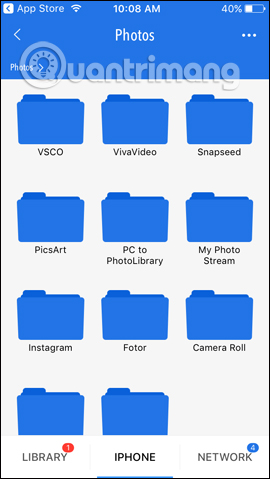 App Store
10:08 AM
40%
Photos
Quantrimang
Photos
VSCO
VivaVideo
Snapseed
PicsArt
PC to
PhotoLibrary
My Photo
Stream
Instagram
Fotor
Camera Roll
LIBRARY
1
IPHONE
NETWORK
4